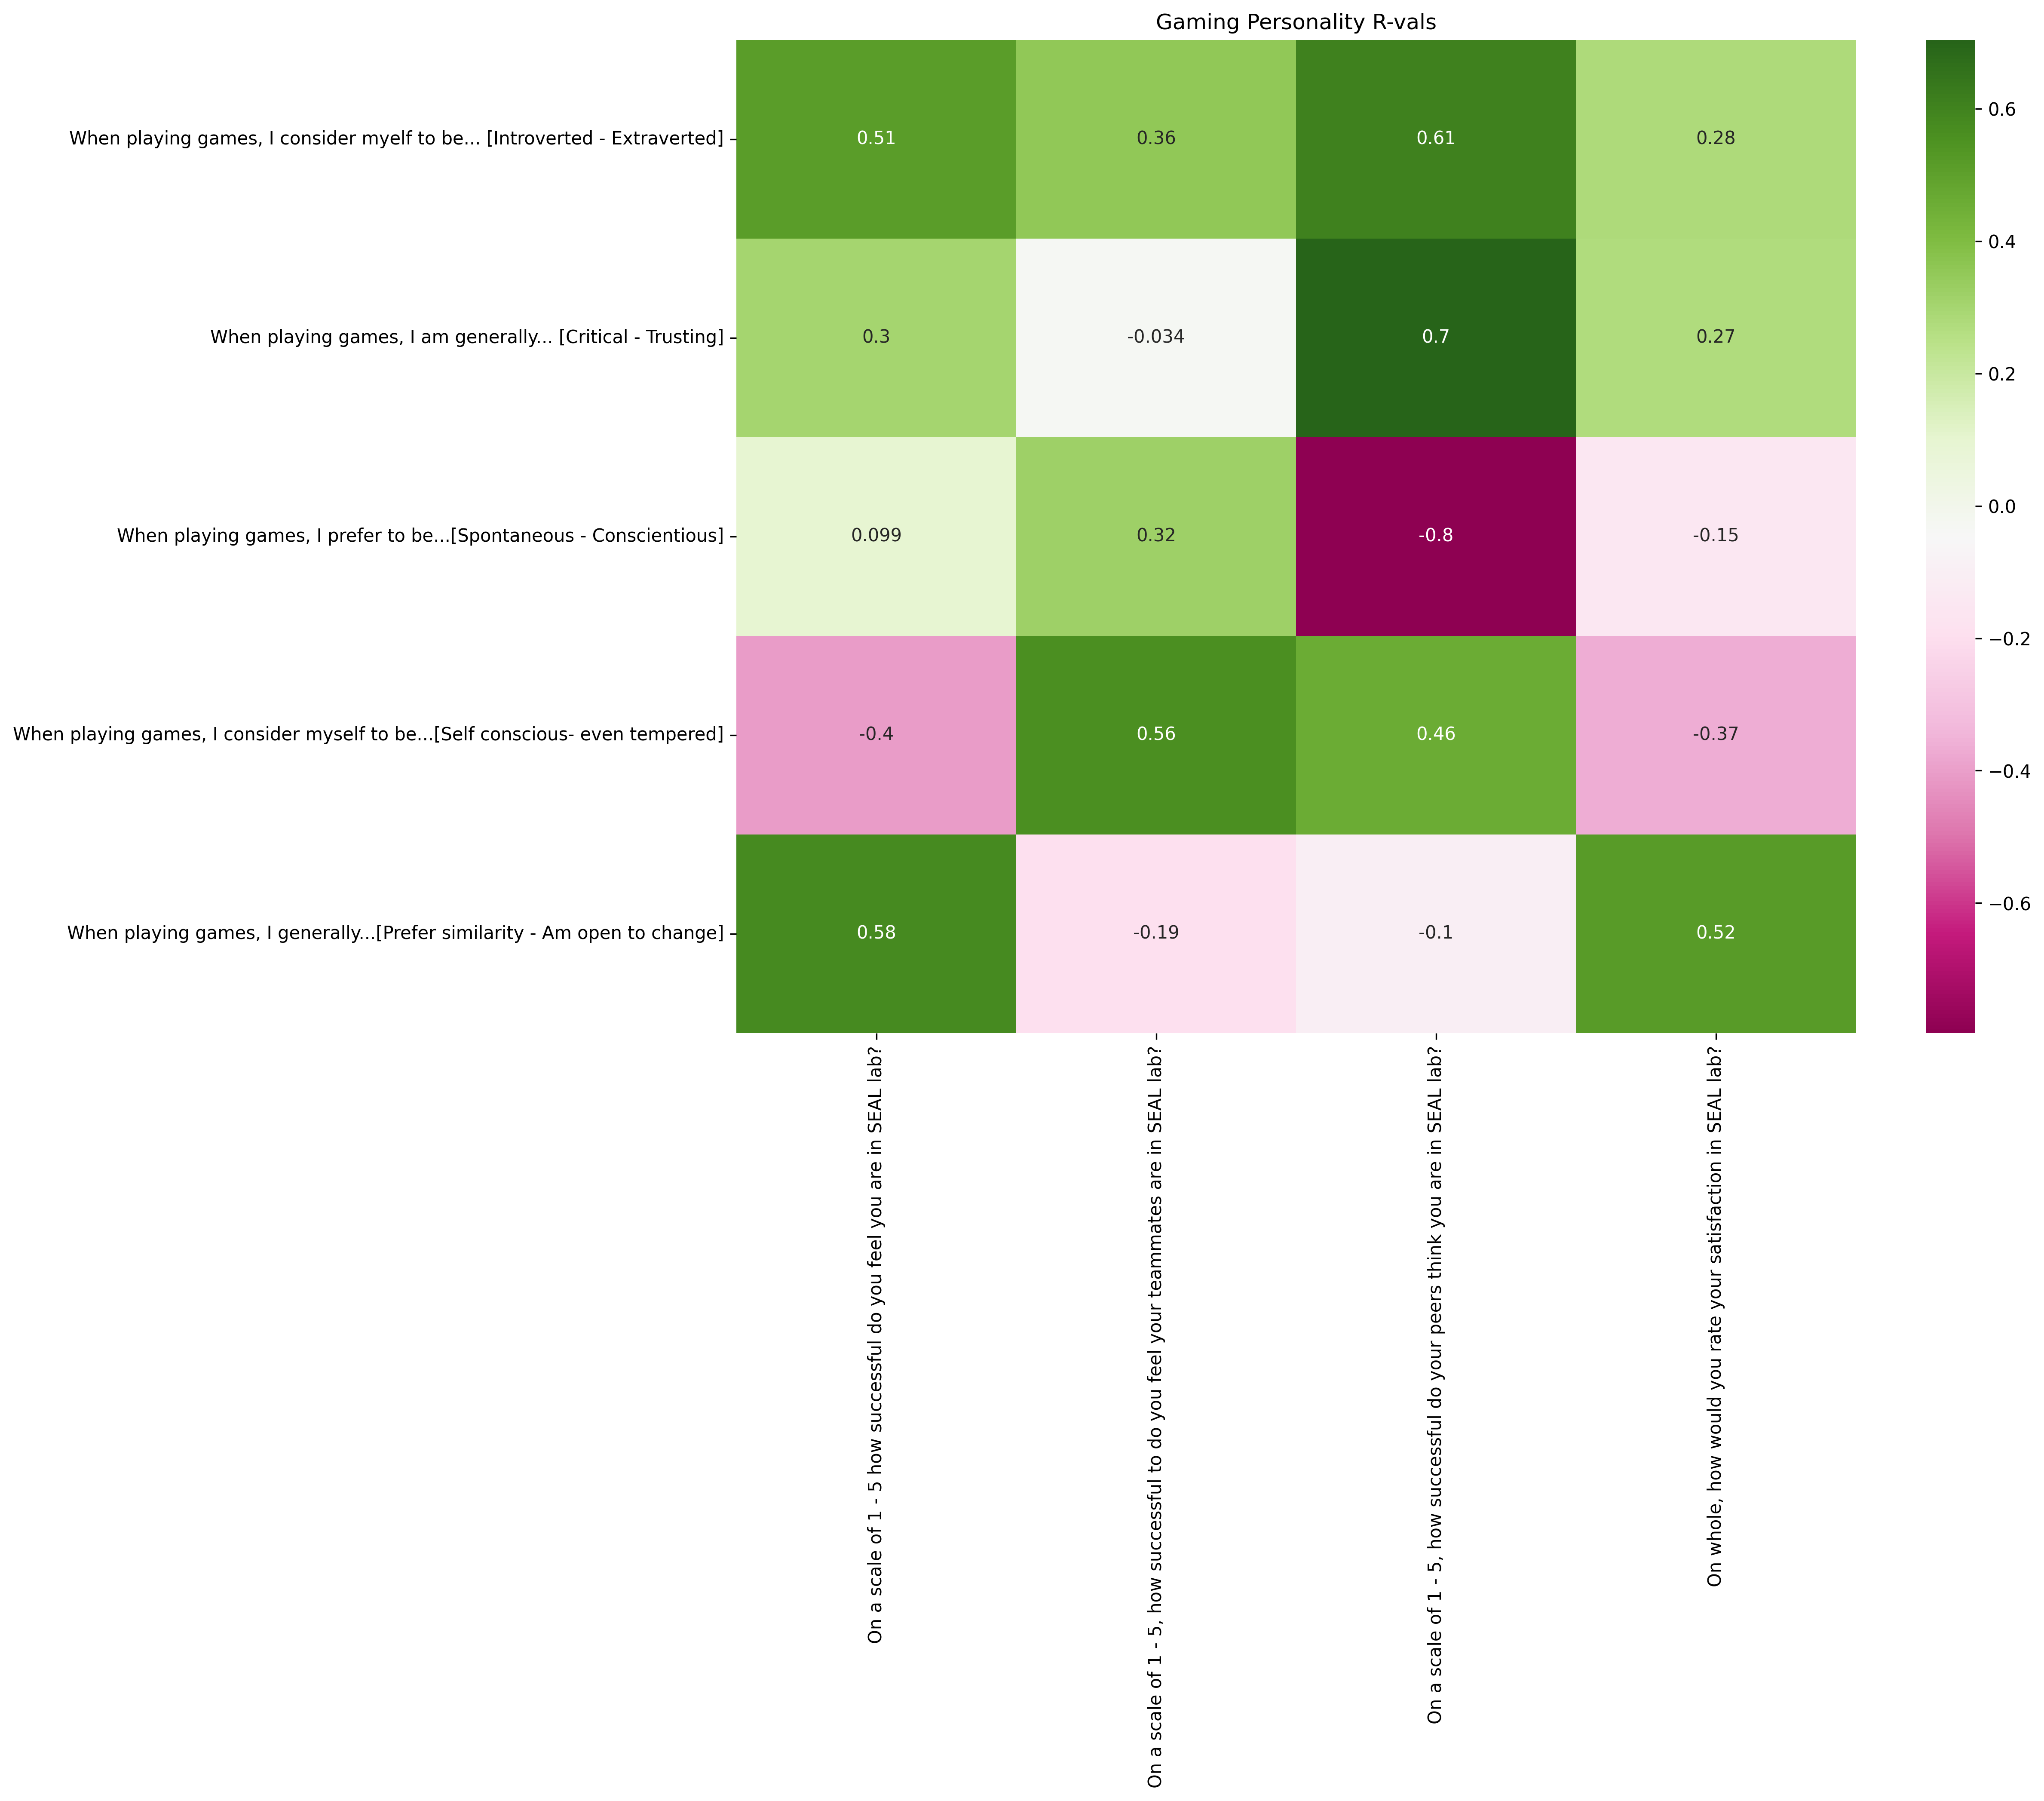 Gaming Personality R-vals
When playing games, I consider myelf to be... [Introverted - Extraverted]
0.51
0.36
0.61
0.28
When playing games, I am generally... [Critical - Trusting]
0.3
-0.034
0.7
0.27
When playing games, I prefer to be...[Spontaneous - Conscientious]
0.099
0.32
-0.8
-0.15
When playing games, I consider myself to be...[Self conscious- even tempered]
-0.4
0.56
0.46
-0.37
When playing games, I generally...[Prefer similarity - Am open to change]
0.58
-0.19
-0.1
0.52
On a scale of 1 - 5 how successful do you feel you are in SEAL lab?
On a scale of 1 - 5, how successful to do you feel your teammates are in SEAL lab?
On a scale of 1 - 5, how successful do your peers think you are in SEAL lab?
On whole, how would you rate your satisfaction in SEAL lab?
0.6
0.4
0.2
0.0
−0.2
−0.4
−0.6